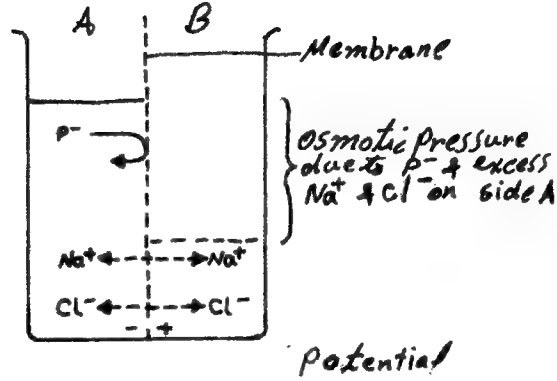 A B
Membrane
P⁻
osmotic pressure
due to P⁻ & excess
Na⁺ & Cl⁻ on side A
Na⁺ Na⁺
Cl⁻ Cl⁻
- +
Potential